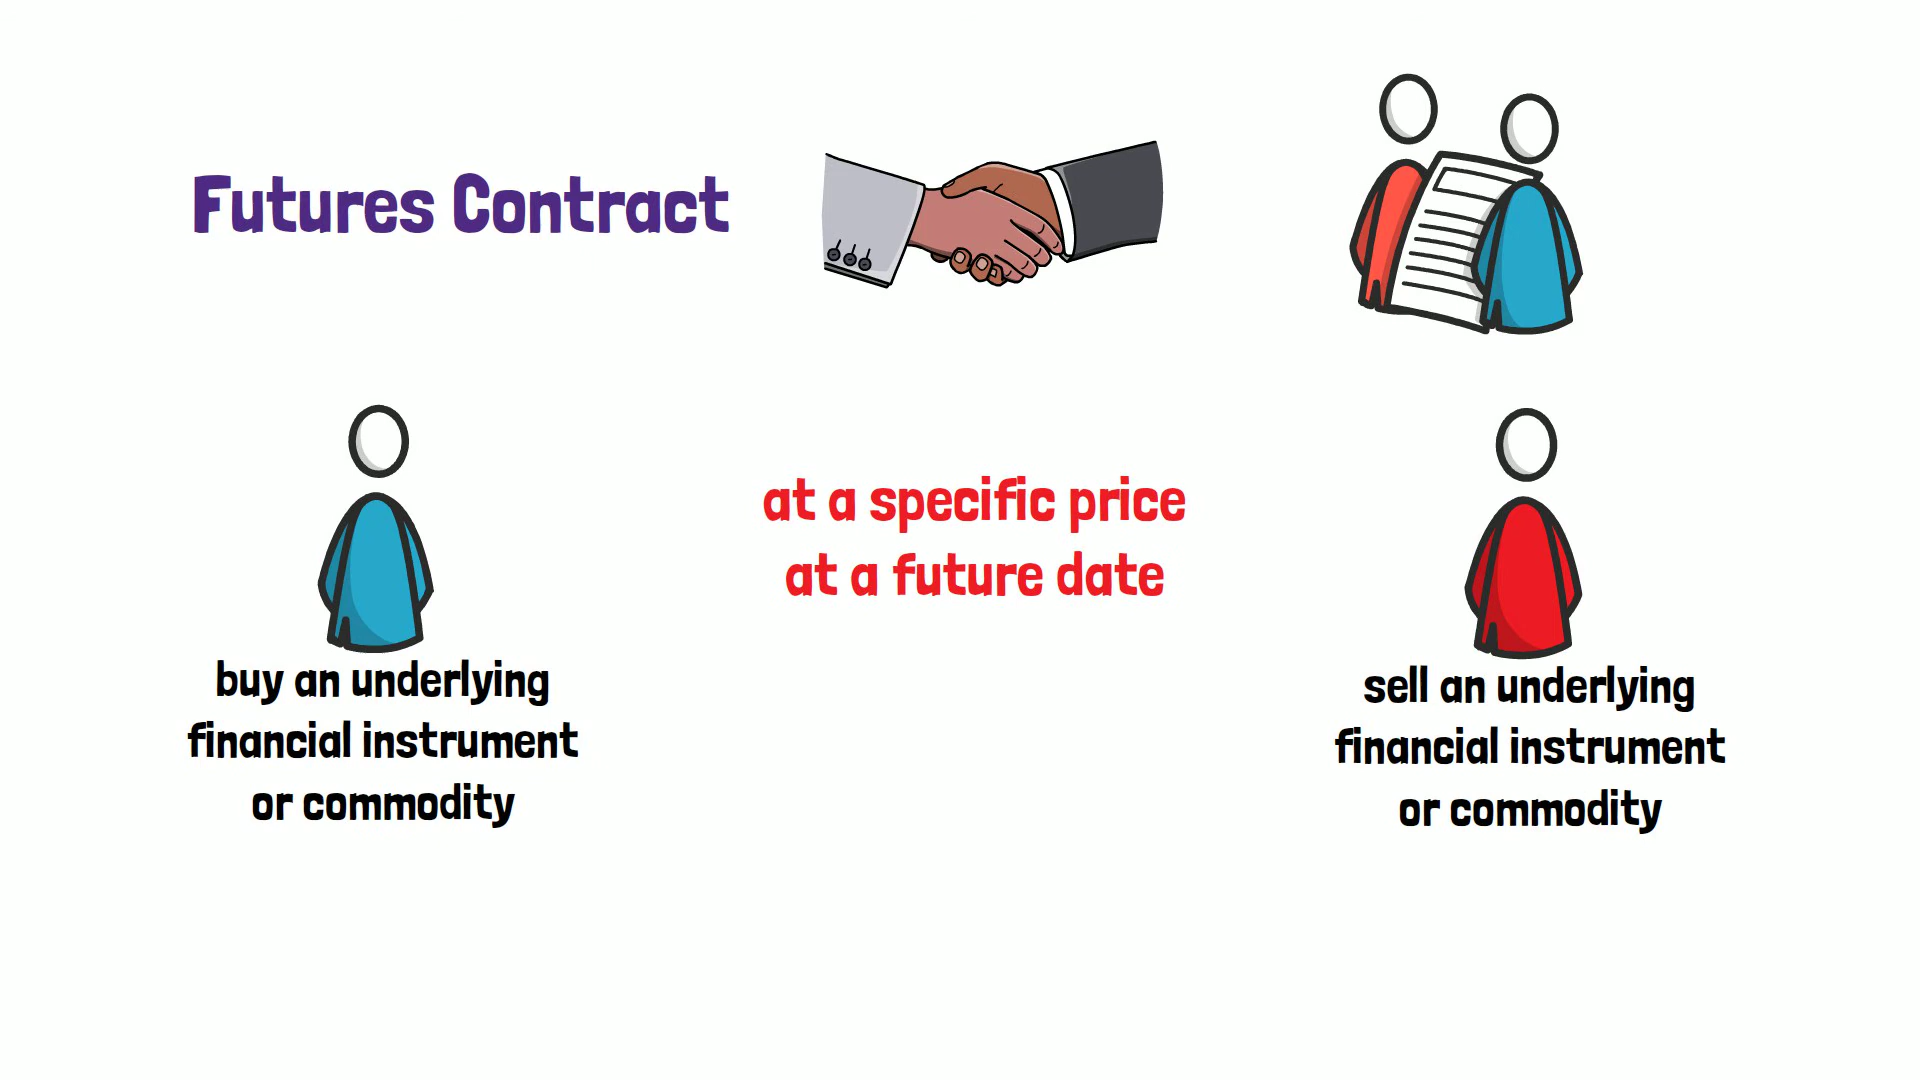 Futures Contract
at a specific price
at a future date
buy an underlying
financial instrument
or commodity
sell an underlying
financial instrument
or commodity